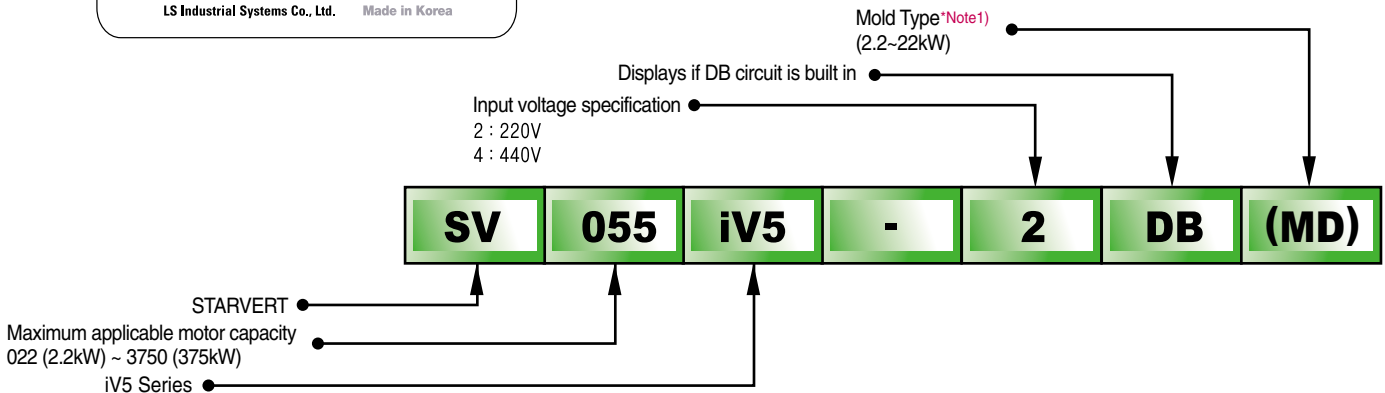 LS Industrial Systems Co., Ltd. Made in Korea
Mold Type*Note1)
(2.2~22kW)
Displays if DB circuit is built in
Input voltage specification
2 : 220V
4 : 440V
SV 055 iV5 - 2 DB (MD)
STARVERT
Maximum applicable motor capacity
022 (2.2kW) ~ 3750 (375kW)
iV5 Series